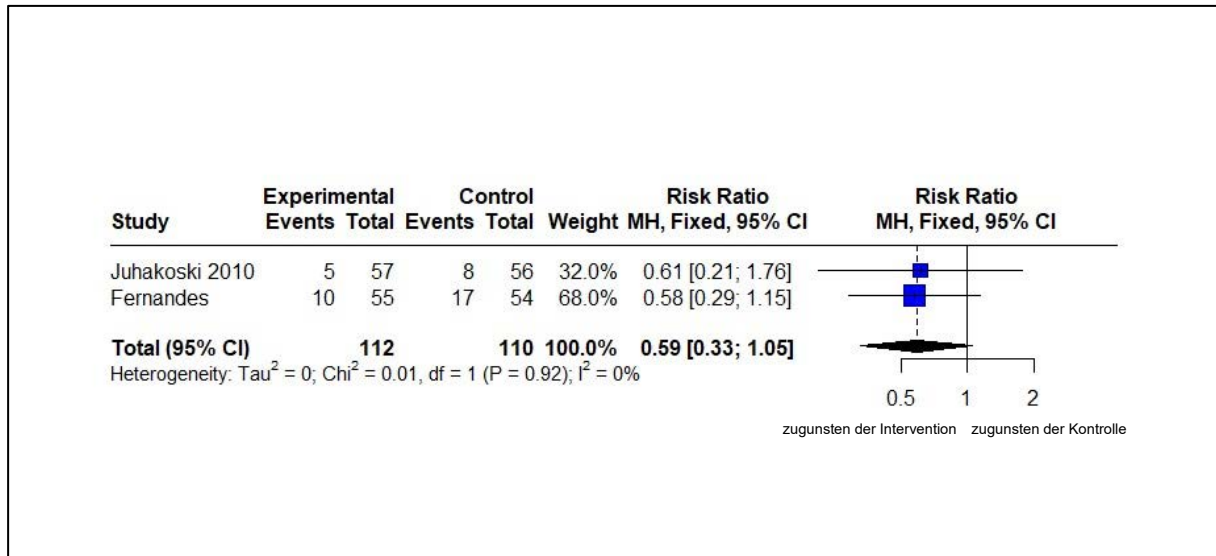 Experimental Control Risk Ratio Risk Ratio
Study Events Total Events Total Weight MH, Fixed, 95% CI MH, Fixed, 95% CI
Juhakoski 2010 5 57 8 56 32.0% 0.61 [0.21; 1.76]
Fernandes 10 55 17 54 68.0% 0.58 [0.29; 1.15]
Total (95% CI) 112 110 100.0% 0.59 [0.33; 1.05]
Heterogeneity: Tau² = 0; Chi² = 0.01, df = 1 (P = 0.92); I² = 0%
0.5 1 2
zugunsten der Intervention zugunsten der Kontrolle